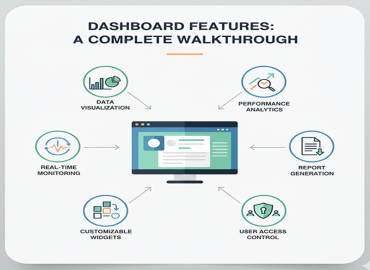 DASHBOARD FEATURES:
A COMPLETE WALKTHROUGH
DATA
VISUALIZATION
PERFORMANCE
ANALYTICS
REAL-TIME
MONITORING
REPORT
GENERATION
CUSTOMIZABLE
WIDGETS
USER ACCESS
CONTROL